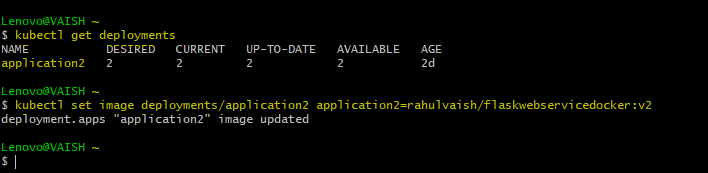 Lenovo@VAISH ~
$ kubectl get deployments
NAME DESIRED CURRENT UP-TO-DATE AVAILABLE AGE
application2 2 2 2 2 2d
Lenovo@VAISH ~
$ kubectl set image deployments/application2 application2=rahulvaish/flaskwebservicedocker:v2
deployment.apps "application2" image updated
Lenovo@VAISH ~
$